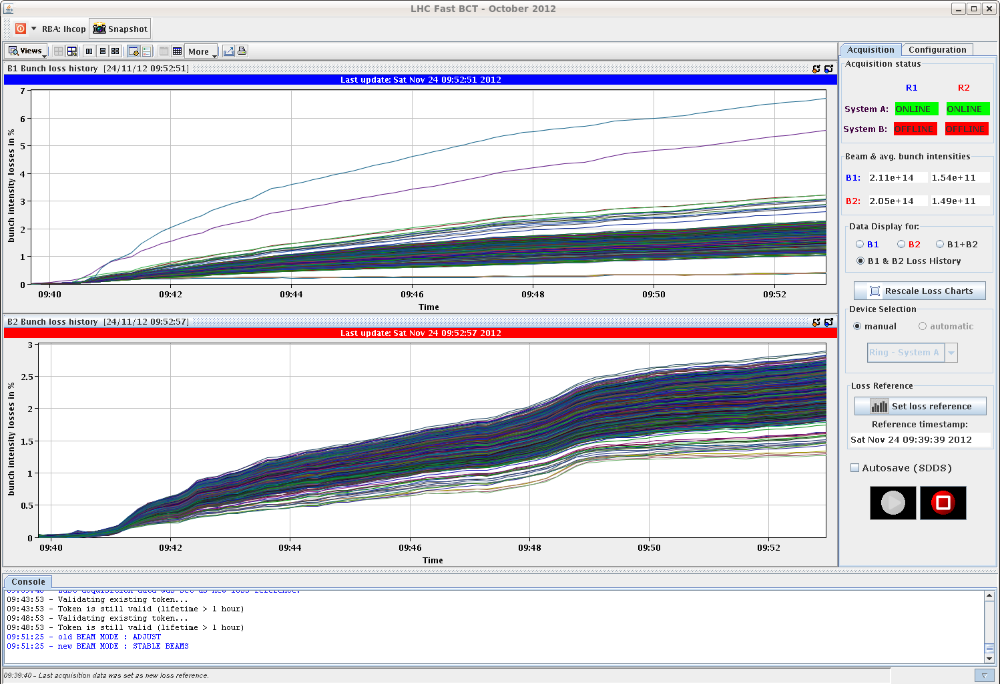 LHC Fast BCT - October 2012
RBA: lhcop
Snapshot
Views
More
B1 Bunch loss history [24/11/12 09:52:51]
Last update: Sat Nov 24 09:52:51 2012
bunch intensity losses in %
7
6
5
4
3
2
1
0
09:40 09:42 09:44 09:46 09:48 09:50 09:52
Time
B2 Bunch loss history [24/11/12 09:52:57]
Last update: Sat Nov 24 09:52:57 2012
bunch intensity losses in %
3
2.5
2
1.5
1
0.5
0
09:40 09:42 09:44 09:46 09:48 09:50 09:52
Time
Acquisition Configuration
Acquisition status
R1 R2
System A: ONLINE ONLINE
System B: OFFLINE OFFLINE
Beam & avg. bunch intensities
B1: 2.11e+14 1.54e+11
B2: 2.05e+14 1.49e+11
Data Display for:
B1 B2 B1+B2
B1 & B2 Loss History
Rescale Loss Charts
Device Selection
manual automatic
Ring - System A
Loss Reference
Set loss reference
Reference timestamp:
Sat Nov 24 09:39:39 2012
Autosave (SDDS)
Console
09:39:40 - Last acquisition data was set as new loss reference.
09:43:53 - Validating existing token...
09:43:53 - Token is still valid (lifetime > 1 hour)
09:48:53 - Validating existing token...
09:48:53 - Token is still valid (lifetime > 1 hour)
09:51:25 - old BEAM MODE : ADJUST
09:51:25 - new BEAM MODE : STABLE BEAMS
09:39:40 - Last acquisition data was set as new loss reference.